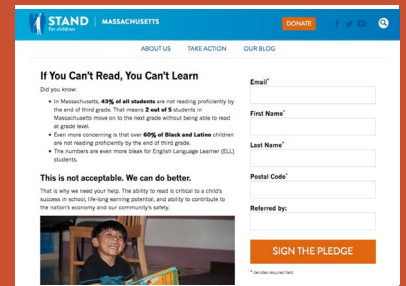 STAND
for children
MASSACHUSETTS
DONATE
ABOUT US TAKE ACTION OUR BLOG
If You Can't Read, You Can't Learn
Did you know:
• In Massachusetts, 43% of all students are not reading proficiently by
the end of third grade. That means 2 out of 5 students in
Massachusetts move on to the next grade without being able to read
at grade level.
• Even more concerning is that over 60% of Black and Latino children
are not reading proficiently by the end of third grade.
• The numbers are even more bleak for English Language Learner (ELL)
students.
This is not acceptable. We can do better.
That is why we need your help. The ability to read is critical to a child's
success in school, life-long earning potential, and ability to contribute to
the nation's economy and our community's safety.
Email*
First Name*
Last Name*
Postal Code*
Referred by:
SIGN THE PLEDGE
* denotes required field